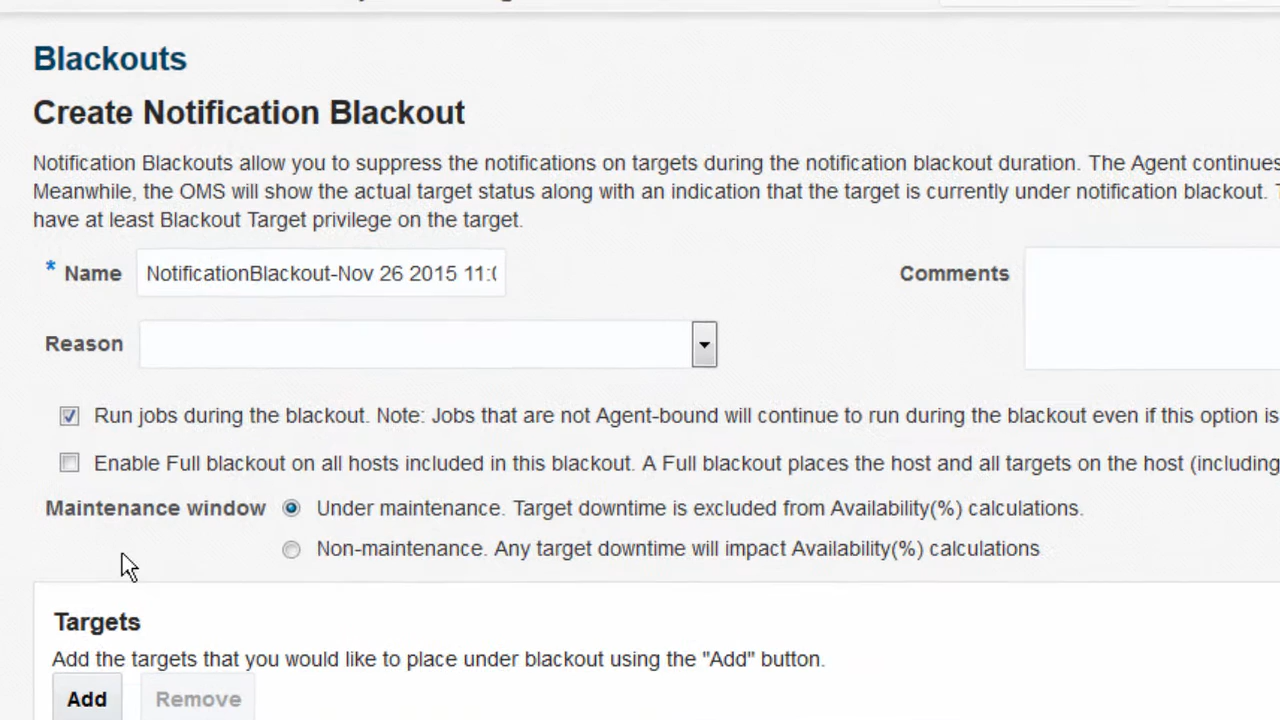 Blackouts
Create Notification Blackout
Notification Blackouts allow you to suppress the notifications on targets during the notification blackout duration. The Agent continues
Meanwhile, the OMS will show the actual target status along with an indication that the target is currently under notification blackout.
have at least Blackout Target privilege on the target.
* Name NotificationBlackout-Nov 26 2015 11: Comments
Reason
Run jobs during the blackout. Note: Jobs that are not Agent-bound will continue to run during the blackout even if this option is
Enable Full blackout on all hosts included in this blackout. A Full blackout places the host and all targets on the host (including
Maintenance window Under maintenance. Target downtime is excluded from Availability(%) calculations.
Non-maintenance. Any target downtime will impact Availability(%) calculations
Targets
Add the targets that you would like to place under blackout using the "Add" button.
Add Remove